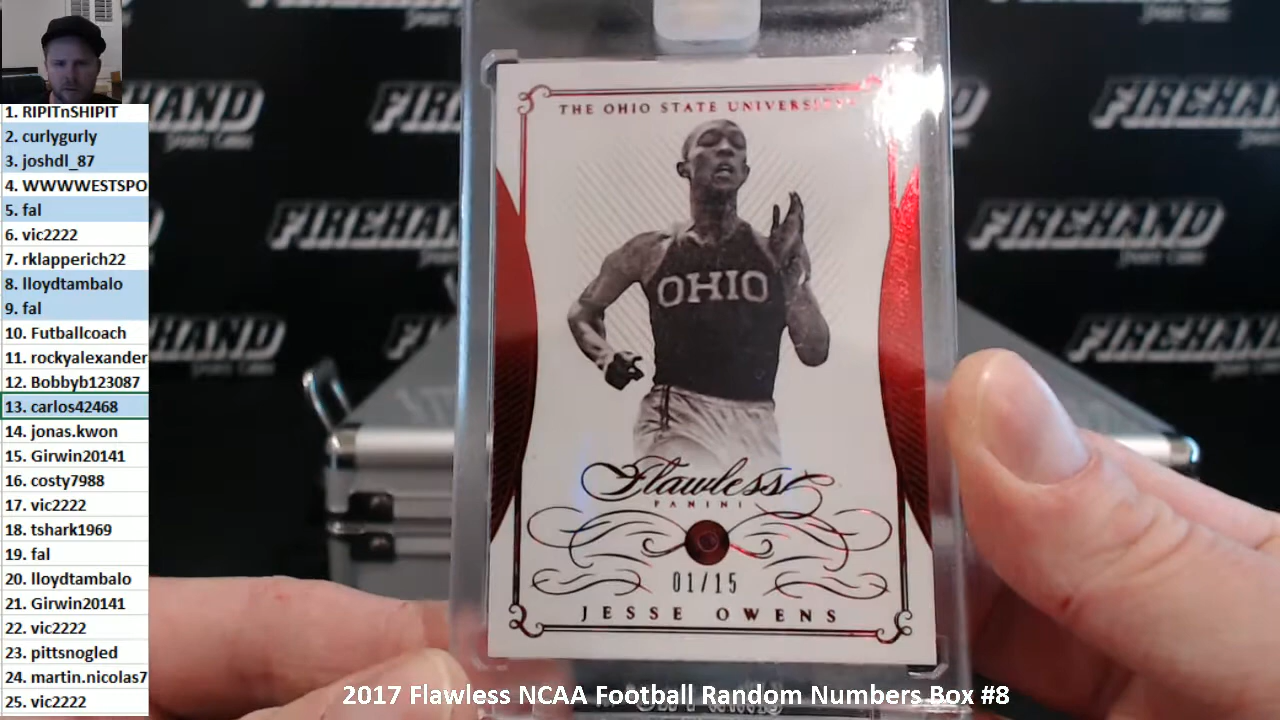 1. RIPITnSHIPIT
2. curlygurly
3. joshdl_87
4. WWWWESTSPO
5. fal
6. vic2222
7. rklapperich22
8. lloydtambalo
9. fal
10. Futballcoach
11. rockyalexander
12. Bobbyb123087
13. carlos42468
14. jonas.kwon
15. Girwin20141
16. costy7988
17. vic2222
18. tshark1969
19. fal
20. lloydtambalo
21. Girwin20141
22. vic2222
23. pittsnogled
24. martin.nicolas7
25. vic2222
FIREHAND
FIREHAND
FIREHAND
FIREHAND
FIREHAND
FIREHAND
THE OHIO STATE UNIVERSITY
OHIO
Flawless
PANINI
01/15
JESSE OWENS
2017 Flawless NCAA Football Random Numbers Box #8